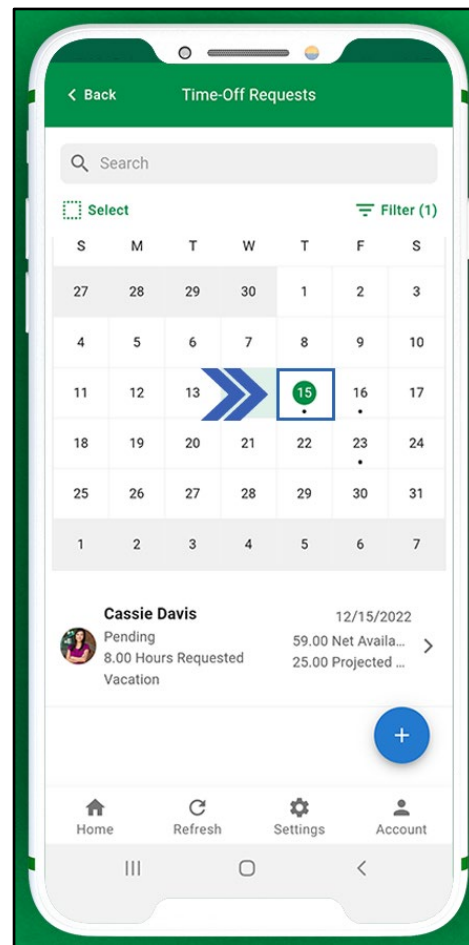 Back Time-Off Requests
Search
Select Filter (1)
S M T W T F S
27 28 29 30 1 2 3
4 5 6 7 8 9 10
11 12 13 15 16 17
18 19 20 21 22 23 24
25 26 27 28 29 30 31
1 2 3 4 5 6 7
Cassie Davis 12/15/2022
Pending 59.00 Net Availa...
8.00 Hours Requested 25.00 Projected ...
Vacation
+
Home Refresh Settings Account